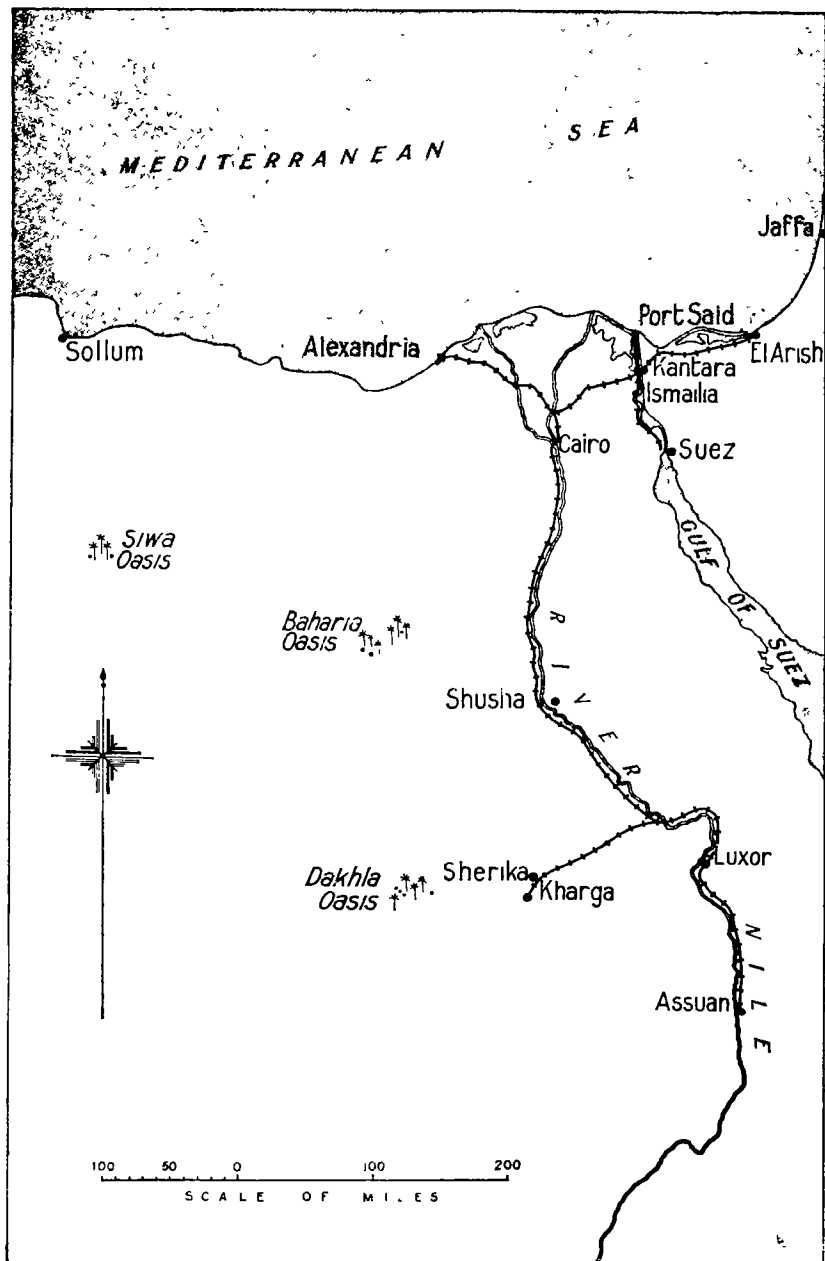 MEDITERRANEAN SEA
Jaffa
Port Said
Sollum
Alexandria
El Arish
Kantara
Ismailia
Cairo
Suez
Siwa
Oasis
GULF OF SUEZ
Baharia
Oasis
RIVER
Shusha
Luxor
Dakhla
Oasis
Sherika
Kharga
NILE
Assuan
100 50 0 100 200
SCALE OF MILES